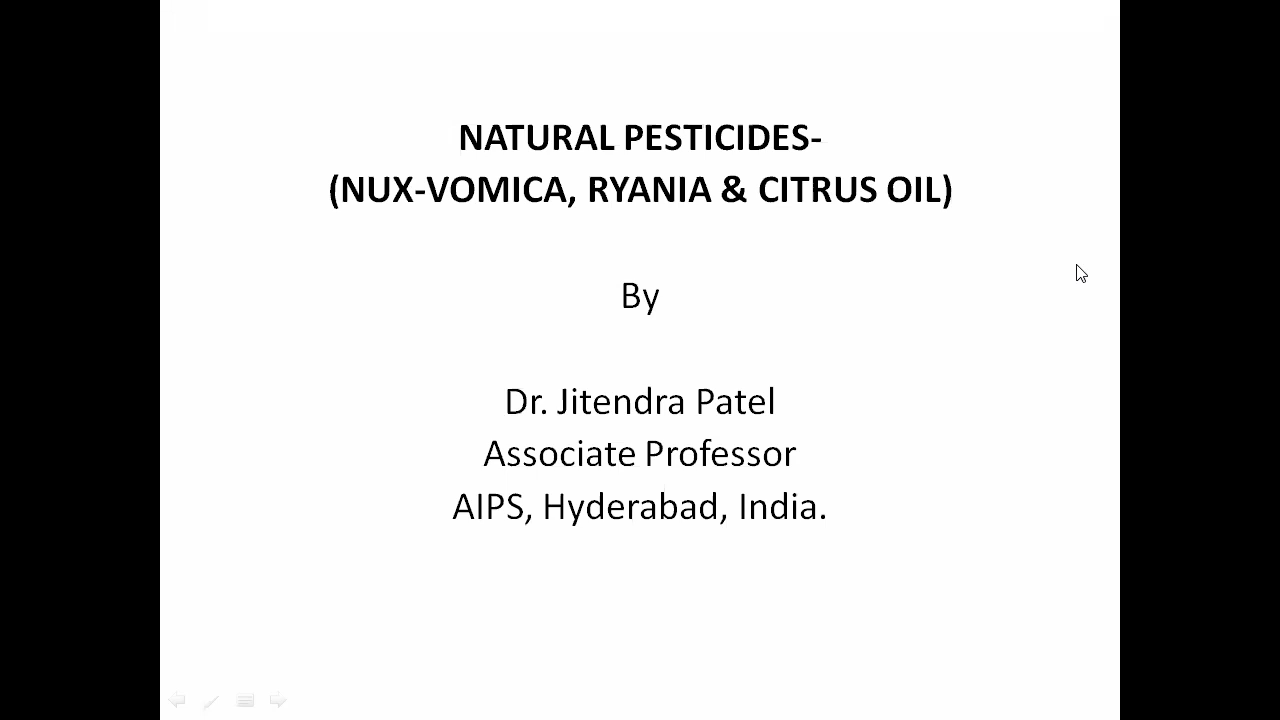 NATURAL PESTICIDES-
(NUX-VOMICA, RYANIA & CITRUS OIL)
By
Dr. Jitendra Patel
Associate Professor
AIPS, Hyderabad, India.